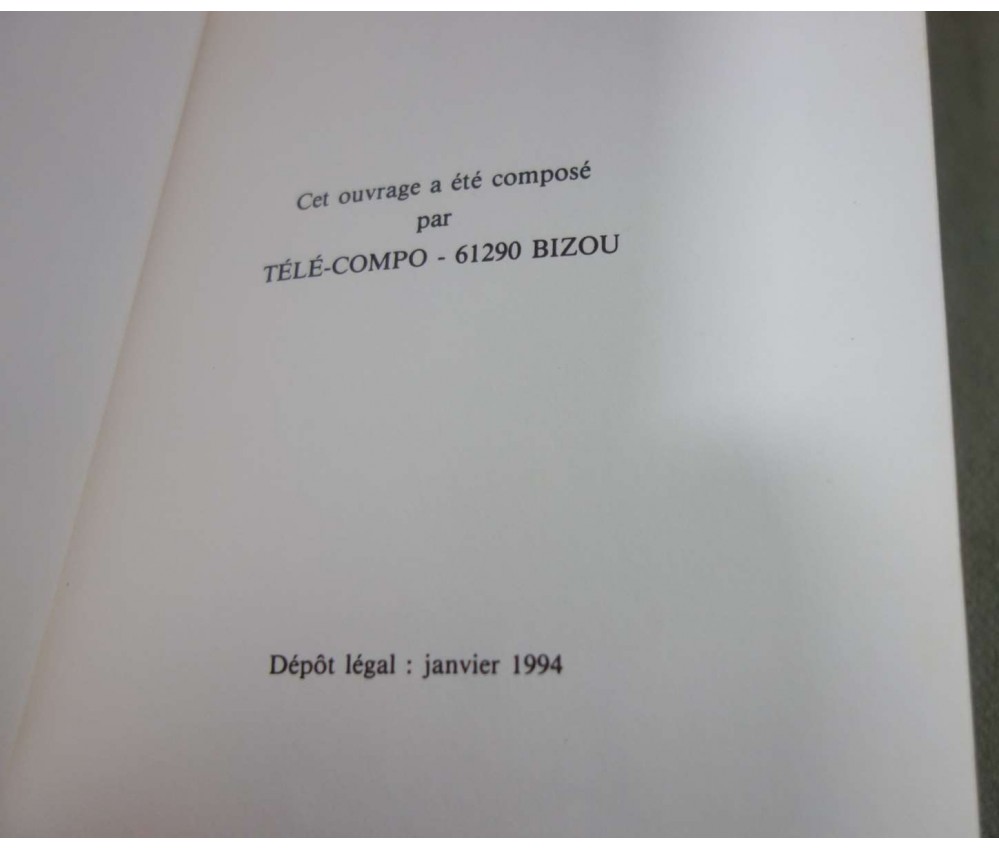 Cet ouvrage a été composé
par
TÉLÉ-COMPO - 61290 BIZOU
Dépôt légal : janvier 1994